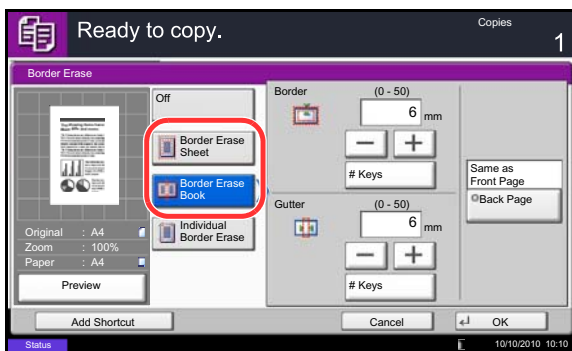 Ready to copy.
Copies
1
Border Erase
Off
Border Erase
Sheet
Border Erase
Book
Individual
Border Erase
Original : A4
Zoom : 100%
Paper : A4
Preview
Border
(0 - 50)
6 mm
# Keys
Gutter
(0 - 50)
6 mm
# Keys
Same as
Front Page
Back Page
Add Shortcut
Cancel
OK
Status
10/10/2010 10:10